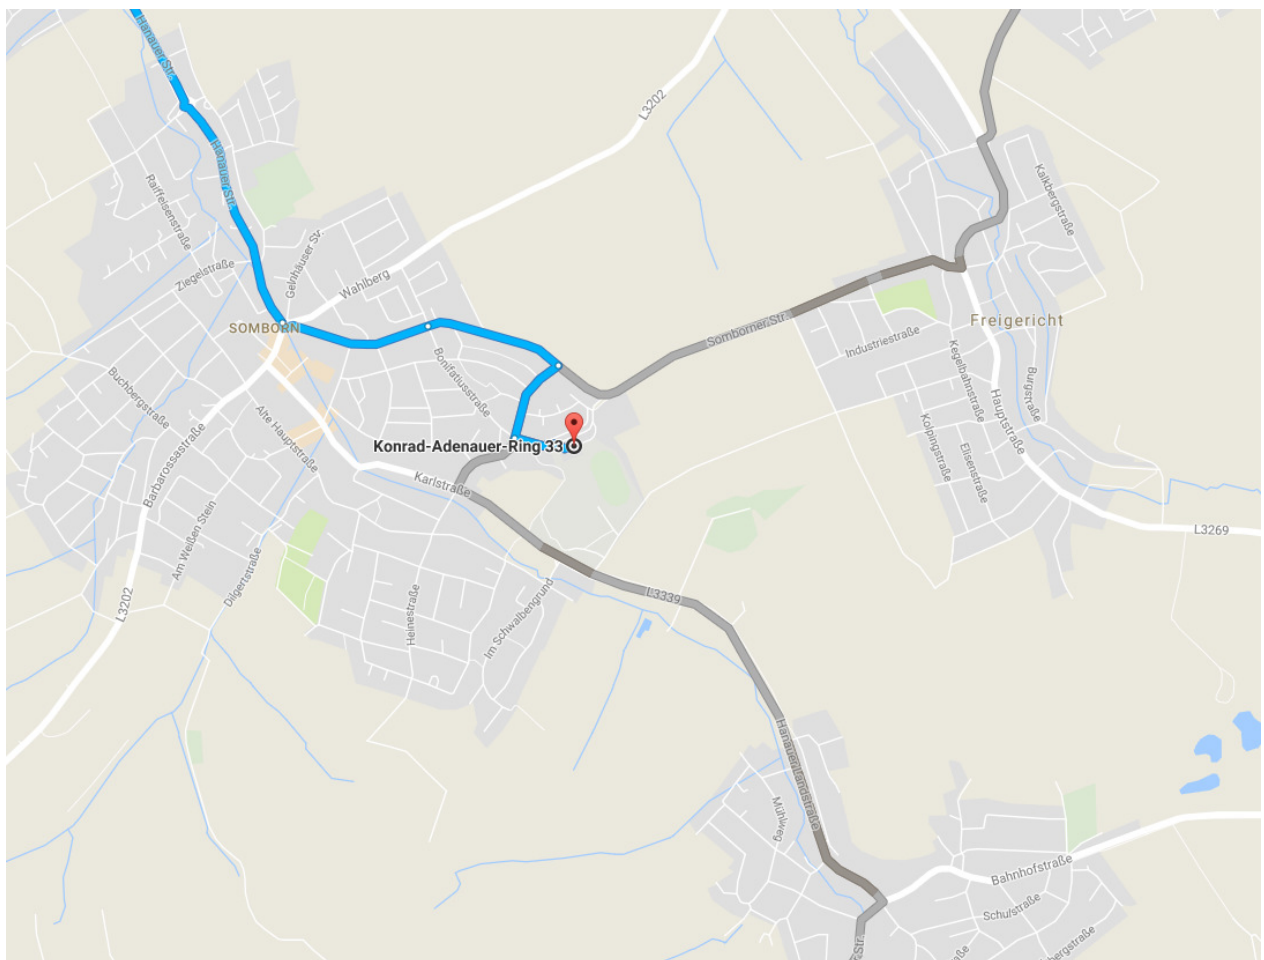 Hanauer Str.
Hanauer Str.
L3202
Raiffeisenstraße
Kalkbergstraße
Ziegelstraße
Gelnhäuser
Wahlberg
SOMBORN
Somborner Str.
Freigericht
Industriestraße
Bonifatiusstraße
Buchbergstraße
Kegelbahnstraße
Burgstraße
Hauptstraße
Kolpingstraße
Elisenstraße
Alte Hauptstraße
Barbarossastraße
Konrad-Adenauer-Ring 33
Karlstraße
Am Weißen Stein
L3269
Dilgertstraße
L3202
Heinestraße
Im Schwalbengrund
L3339
Hanauer Landstraße
Mühlweg
Bahnhofstraße
Schulstraße
Str.